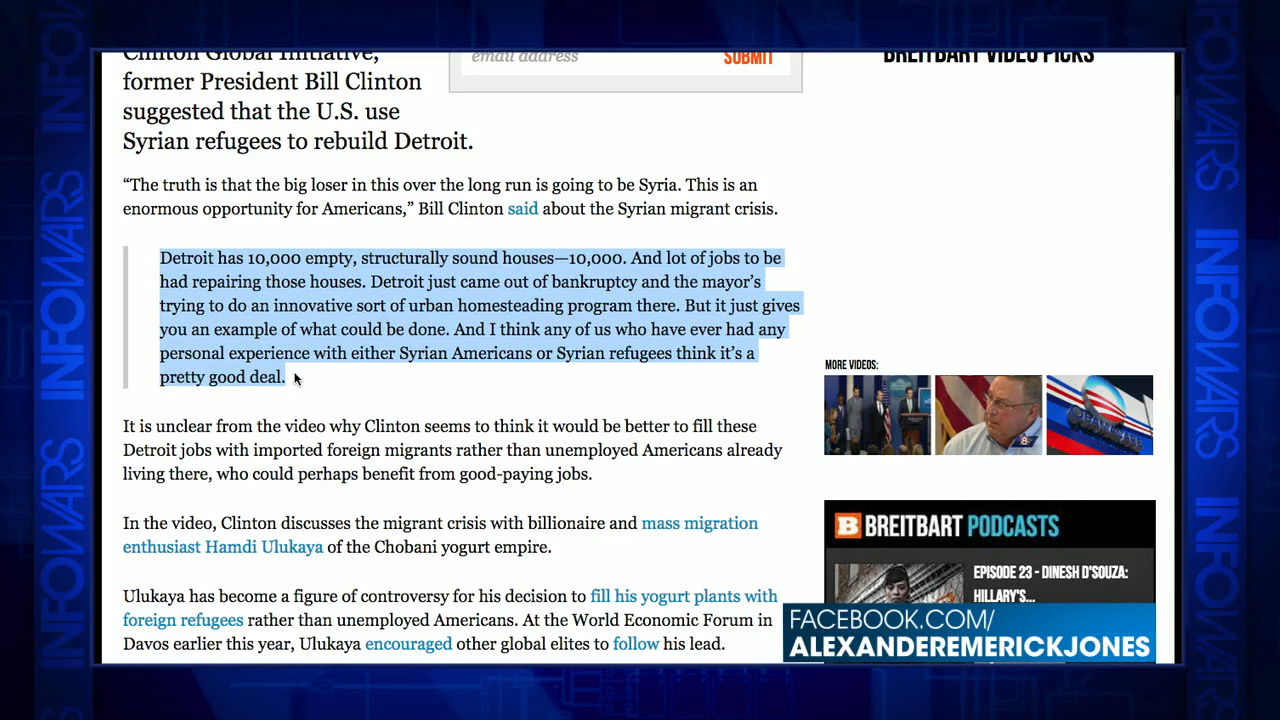 Clinton Global Initiative,
former President Bill Clinton
suggested that the U.S. use
Syrian refugees to rebuild Detroit.
email address
SUBMIT
BREITBART VIDEO PICKS
“The truth is that the big loser in this over the long run is going to be Syria. This is an
enormous opportunity for Americans,” Bill Clinton said about the Syrian migrant crisis.
Detroit has 10,000 empty, structurally sound houses—10,000. And lot of jobs to be
had repairing those houses. Detroit just came out of bankruptcy and the mayor’s
trying to do an innovative sort of urban homesteading program there. But it just gives
you an example of what could be done. And I think any of us who have ever had any
personal experience with either Syrian Americans or Syrian refugees think it’s a
pretty good deal.
It is unclear from the video why Clinton seems to think it would be better to fill these
Detroit jobs with imported foreign migrants rather than unemployed Americans already
living there, who could perhaps benefit from good-paying jobs.
In the video, Clinton discusses the migrant crisis with billionaire and mass migration
enthusiast Hamdi Ulukaya of the Chobani yogurt empire.
Ulukaya has become a figure of controversy for his decision to fill his yogurt plants with
foreign refugees rather than unemployed Americans. At the World Economic Forum in
Davos earlier this year, Ulukaya encouraged other global elites to follow his lead.
MORE VIDEOS:
8
B BREITBART PODCASTS
EPISODE 23 - DINESH D'SOUZA:
HILLARY'S...
FACEBOOK.COM/
ALEXANDEREMERICKJONES
INFOWARS
INFOWARS
INFOWARS
INFOWARS
INFOWARS
INFOWARS